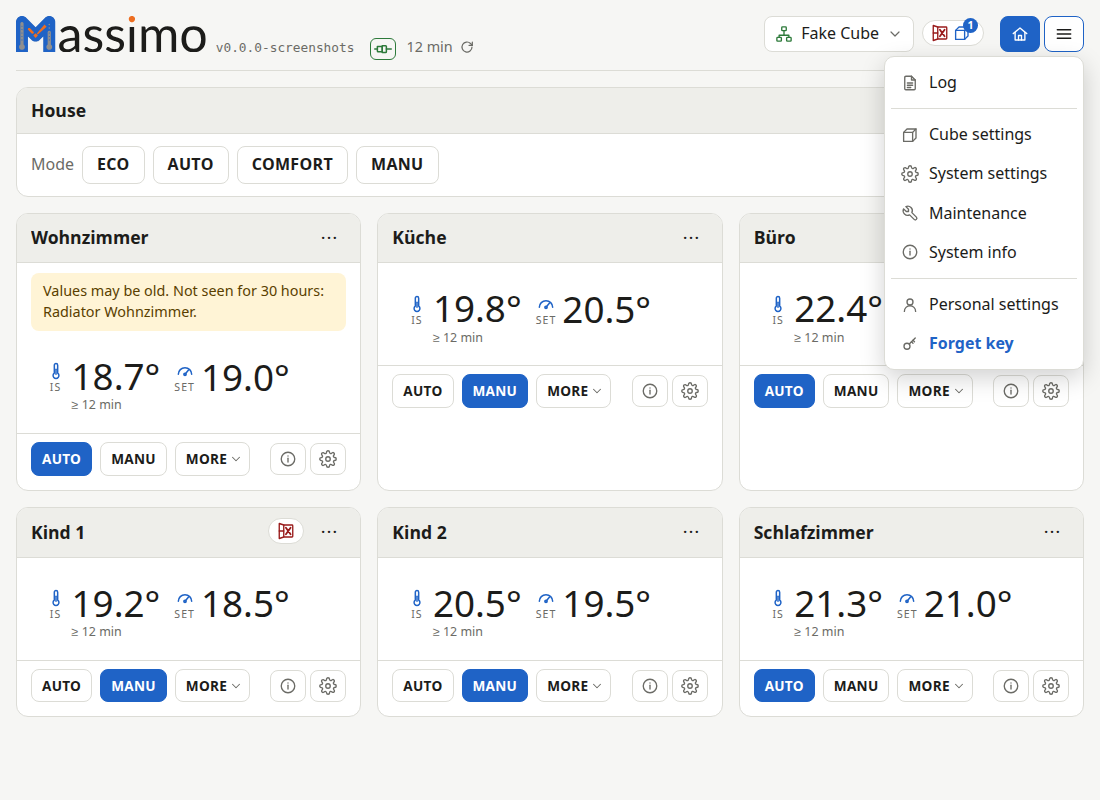 Massimo v0.0.0-screenshots 12 min Fake Cube 1
Log
Cube settings
System settings
Maintenance
System info
Personal settings
Forget key
House
Mode ECO AUTO COMFORT MANU
Wohnzimmer
Values may be old. Not seen for 30 hours:
Radiator Wohnzimmer.
IS 18.7° SET 19.0°
≥ 12 min
AUTO MANU MORE
Küche
IS 19.8° SET 20.5°
≥ 12 min
AUTO MANU MORE
Büro
IS 22.4°
≥ 12 min
AUTO MANU MORE
Kind 1
IS 19.2° SET 18.5°
≥ 12 min
AUTO MANU MORE
Kind 2
IS 20.5° SET 19.5°
≥ 12 min
AUTO MANU MORE
Schlafzimmer
IS 21.3° SET 21.0°
≥ 12 min
AUTO MANU MORE